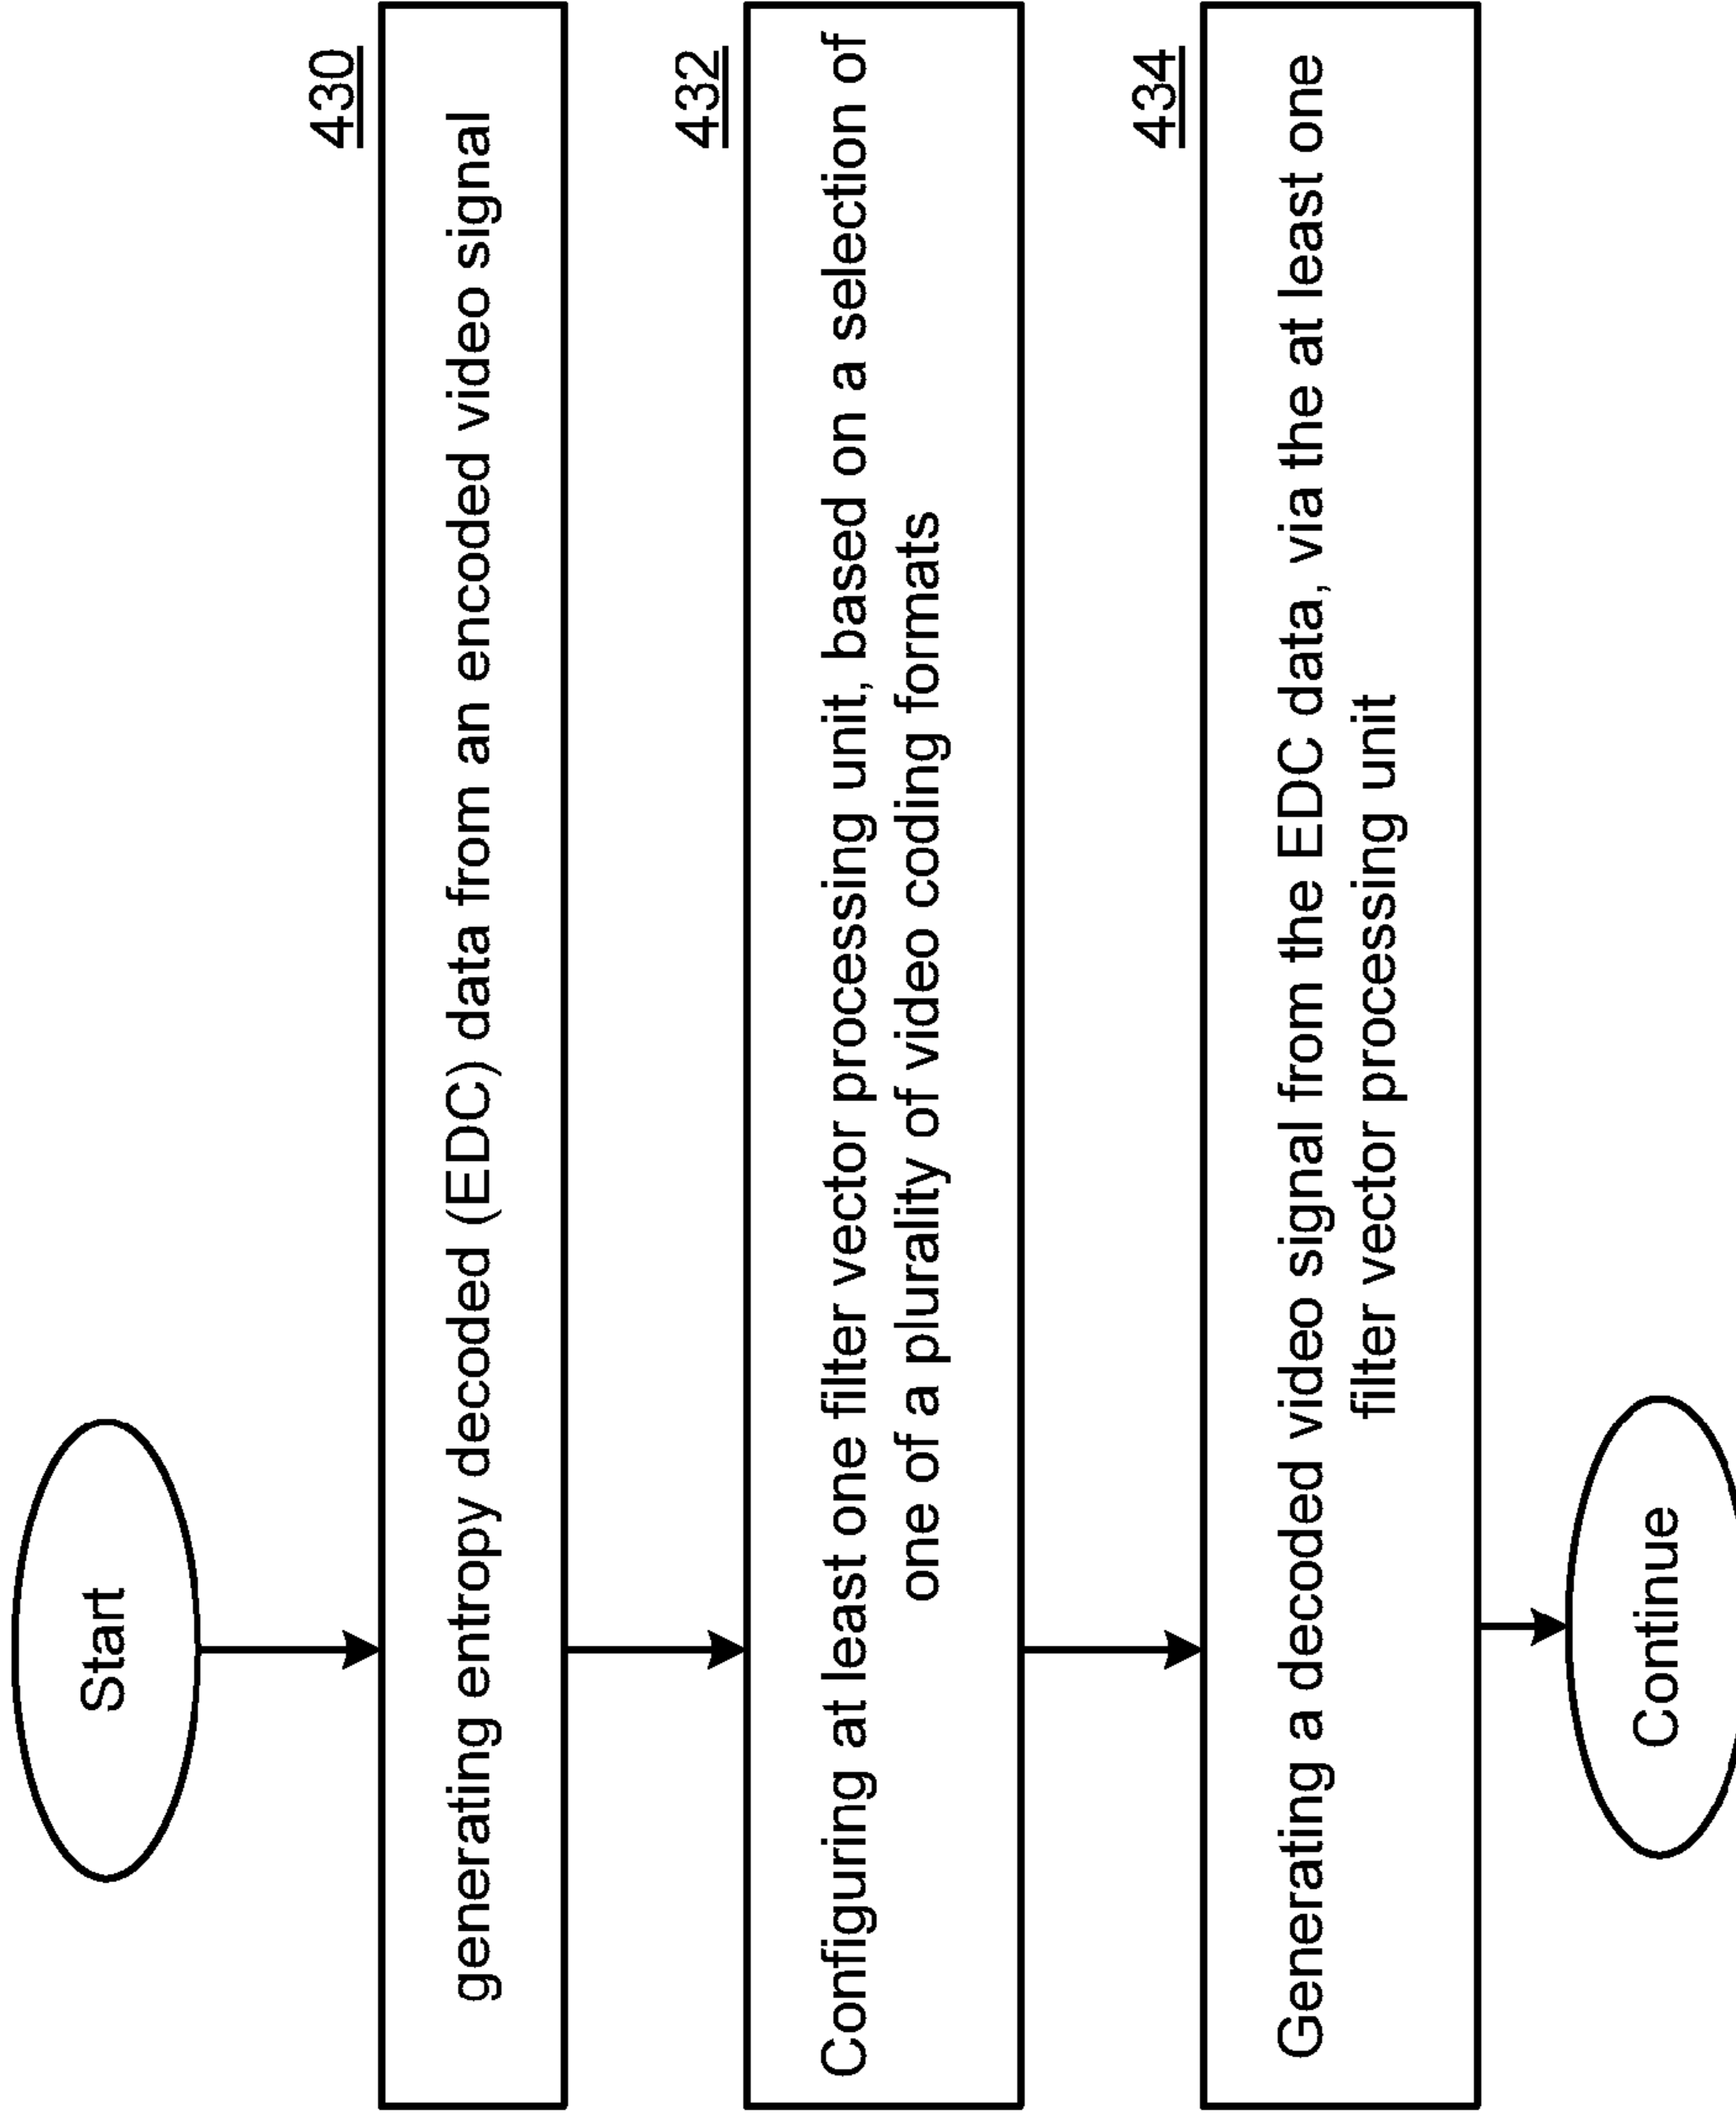 Start
430
generating entropy decoded (EDC) data from an encoded video signal
432
Configuring at least one filter vector processing unit, based on a selection of
one of a plurality of video coding formats
434
Generating a decoded video signal from the EDC data, via the at least one
filter vector processing unit
Continue